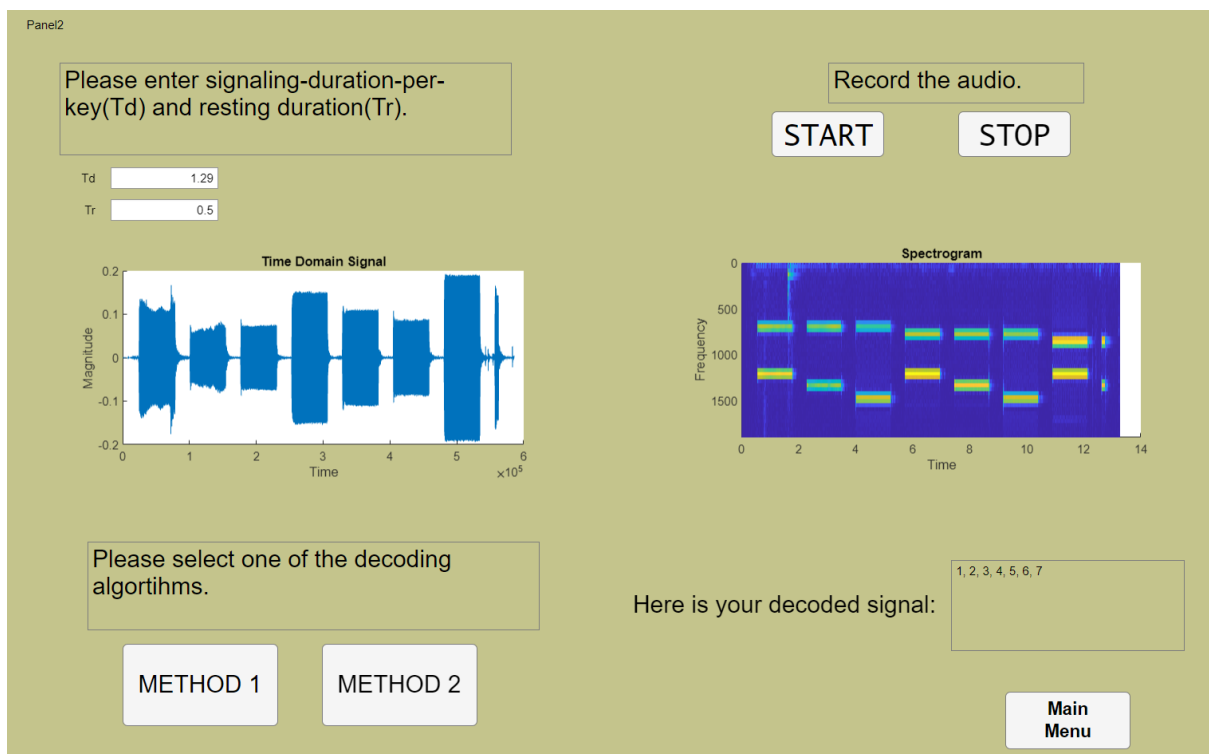 Panel2
Please enter signaling-duration-per-
key(Td) and resting duration(Tr).
Record the audio.
START
STOP
Td
1.29
Tr
0.5
Time Domain Signal
0.2
0.1
0
-0.1
-0.2
Magnitude
0
1
2
3
4
5
6
Time
×10^5
Spectrogram
0
500
1000
1500
Frequency
0
2
4
6
8
10
12
14
Time
Please select one of the decoding
algortihms.
METHOD 1
METHOD 2
Here is your decoded signal:
1, 2, 3, 4, 5, 6, 7
Main
Menu